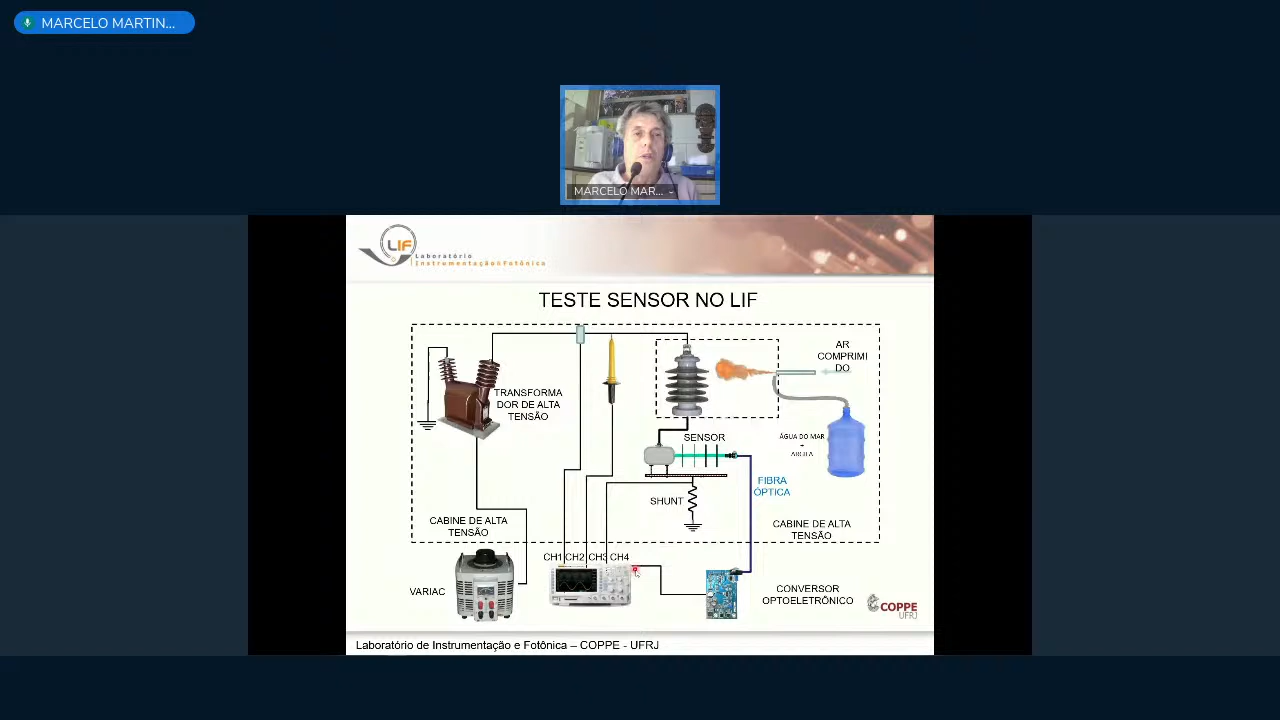 MARCELO MARTIN...
MARCELO MAR...
LIF
Laboratório
Instrumentação e Fotônica
TESTE SENSOR NO LIF
AR
COMPRIMI
DO
TRANSFORMA
DOR DE ALTA
TENSÃO
SENSOR
ÁGUA DO MAR
+
ARGILA
FIBRA
ÓPTICA
SHUNT
CABINE DE ALTA
TENSÃO
CABINE DE ALTA
TENSÃO
CH1 CH2 CH3 CH4
VARIAC
CONVERSOR
OPTOELETRÔNICO
COPPE
UFRJ
Laboratório de Instrumentação e Fotônica – COPPE - UFRJ